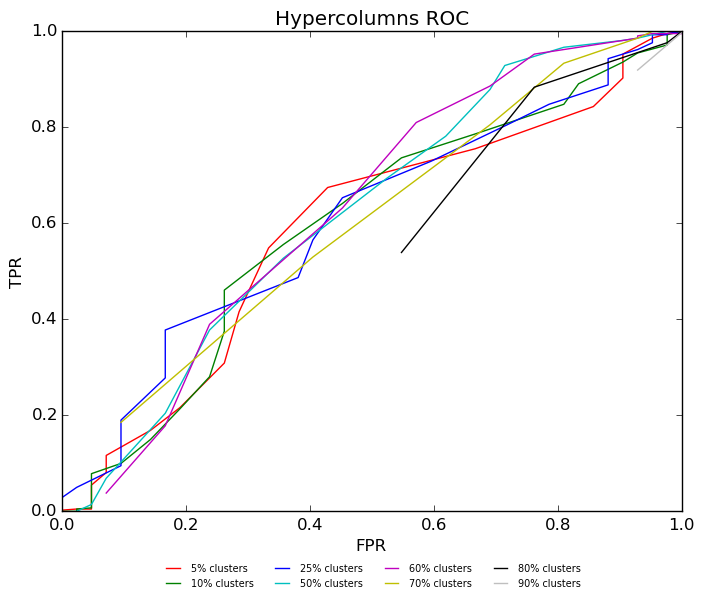 Hypercolumns ROC
1.0
0.8
0.6
0.4
0.2
0.0
TPR
0.0 0.2 0.4 0.6 0.8 1.0
FPR
5% clusters 25% clusters 60% clusters 80% clusters
10% clusters 50% clusters 70% clusters 90% clusters